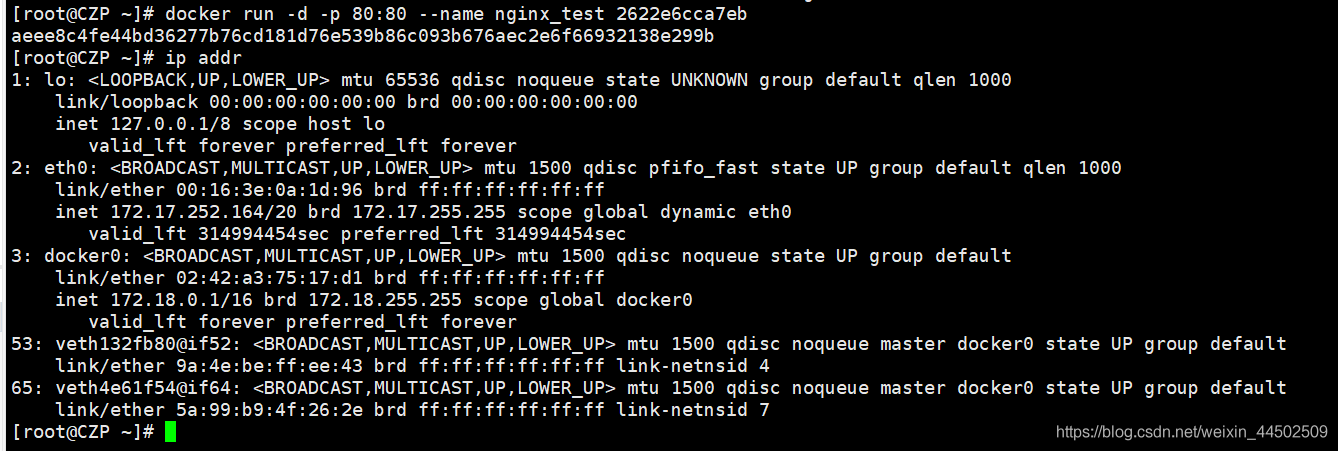 [root@CZP ~]# docker run -d -p 80:80 --name nginx_test 2622e6cca7eb
aeee8c4fe44bd36277b76cd181d76e539b86c093b676aec2e6f66932138e299b
[root@CZP ~]# ip addr
1: lo: <LOOPBACK,UP,LOWER_UP> mtu 65536 qdisc noqueue state UNKNOWN group default qlen 1000
    link/loopback 00:00:00:00:00:00 brd 00:00:00:00:00:00
    inet 127.0.0.1/8 scope host lo
       valid_lft forever preferred_lft forever
2: eth0: <BROADCAST,MULTICAST,UP,LOWER_UP> mtu 1500 qdisc pfifo_fast state UP group default qlen 1000
    link/ether 00:16:3e:0a:1d:96 brd ff:ff:ff:ff:ff:ff
    inet 172.17.252.164/20 brd 172.17.255.255 scope global dynamic eth0
       valid_lft 314994454sec preferred_lft 314994454sec
3: docker0: <BROADCAST,MULTICAST,UP,LOWER_UP> mtu 1500 qdisc noqueue state UP group default
    link/ether 02:42:a3:75:17:d1 brd ff:ff:ff:ff:ff:ff
    inet 172.18.0.1/16 brd 172.18.255.255 scope global docker0
       valid_lft forever preferred_lft forever
53: veth132fb80@if52: <BROADCAST,MULTICAST,UP,LOWER_UP> mtu 1500 qdisc noqueue master docker0 state UP group default
    link/ether 9a:4e:be:ff:ee:43 brd ff:ff:ff:ff:ff:ff link-netnsid 4
65: veth4e61f54@if64: <BROADCAST,MULTICAST,UP,LOWER_UP> mtu 1500 qdisc noqueue master docker0 state UP group default
    link/ether 5a:99:b9:4f:26:2e brd ff:ff:ff:ff:ff:ff link-netnsid 7
[root@CZP ~]#
https://blog.csdn.net/weixin_44502509